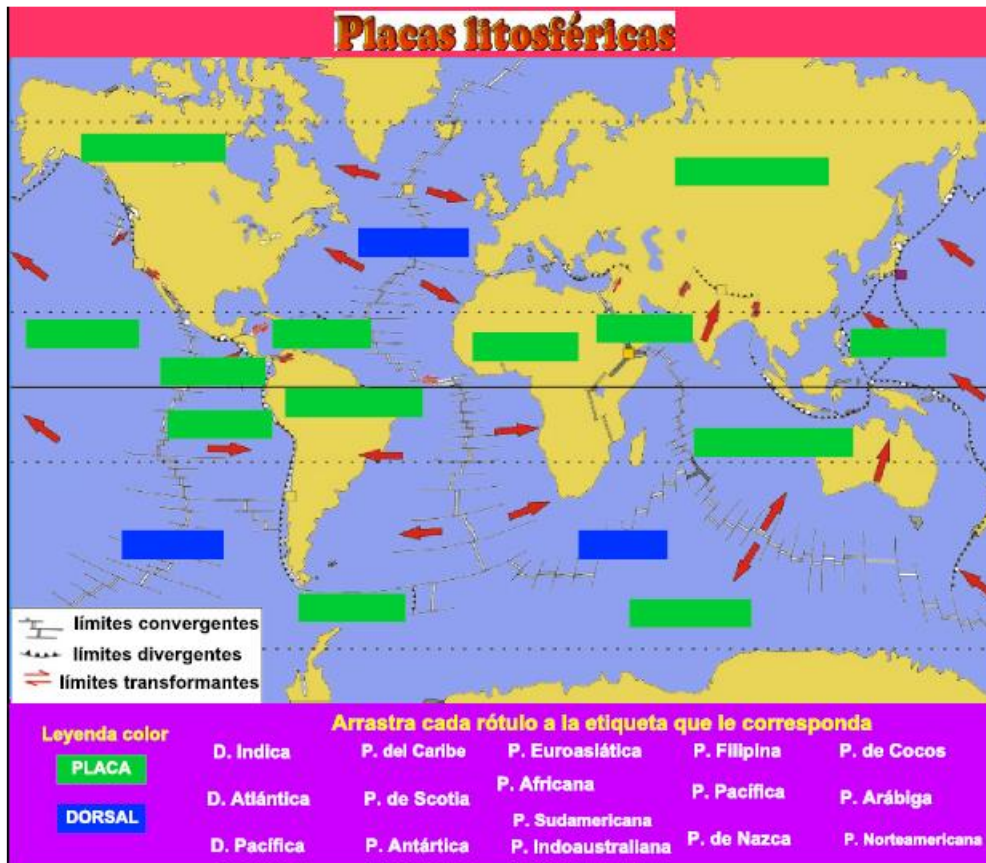 Placas litosféricas
límites convergentes
límites divergentes
límites transformantes
Arrastra cada rótulo a la etiqueta que le corresponda
Leyenda color
PLACA
DORSAL
D. Indica
D. Atlántica
D. Pacífica
P. del Caribe
P. de Scotia
P. Antártica
P. Euroasiática
P. Africana
P. Sudamericana
P. Indoaustraliana
P. Filipina
P. Pacífica
P. de Nazca
P. de Cocos
P. Arábiga
P. Norteamericana